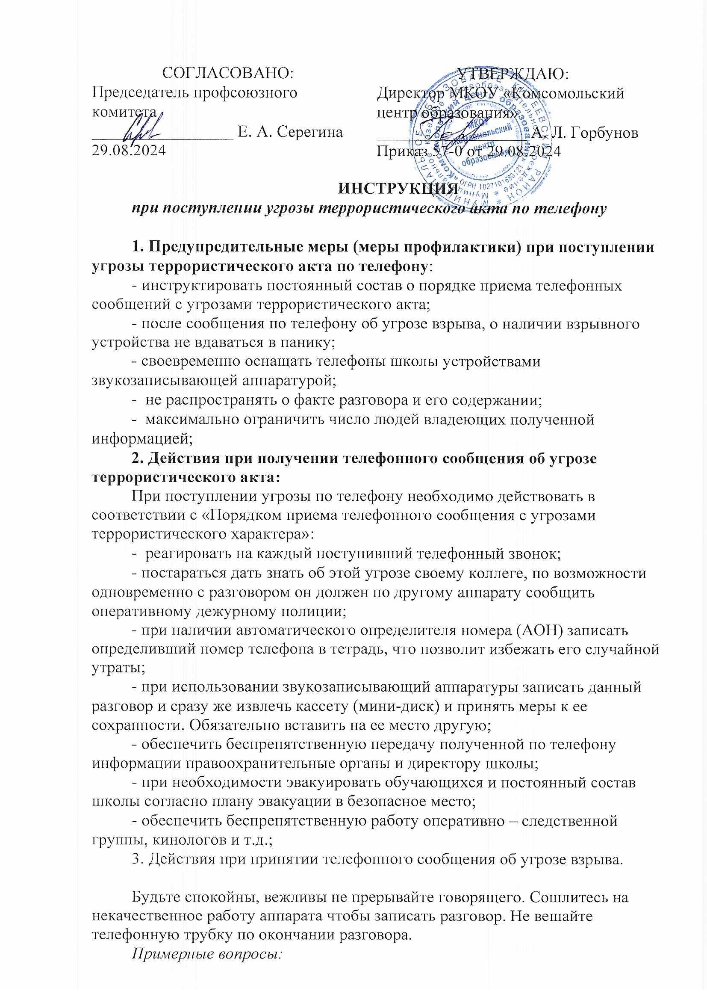 СОГЛАСОВАНО:
Председатель профсоюзного
комитета
Е. А. Серегина
29.08.2024
УТВЕРЖДАЮ:
Директор МКОУ «Комсомольский
центр образования»
А. Л. Горбунов
Приказ 57-0 от 29.08.2024
МКОУ
«Комсомольский
центр
образования»
ОГРН 1027101680121
ИНСТРУКЦИЯ
при поступлении угрозы террористического акта по телефону
1. Предупредительные меры (меры профилактики) при поступлении
угрозы террористического акта по телефону:
- инструктировать постоянный состав о порядке приема телефонных
сообщений с угрозами террористического акта;
- после сообщения по телефону об угрозе взрыва, о наличии взрывного
устройства не вдаваться в панику;
- своевременно оснащать телефоны школы устройствами
звукозаписывающей аппаратурой;
- не распространять о факте разговора и его содержании;
- максимально ограничить число людей владеющих полученной
информацией;
2. Действия при получении телефонного сообщения об угрозе
террористического акта:
При поступлении угрозы по телефону необходимо действовать в
соответствии с «Порядком приема телефонного сообщения с угрозами
террористического характера»:
- реагировать на каждый поступивший телефонный звонок;
- постараться дать знать об этой угрозе своему коллеге, по возможности
одновременно с разговором он должен по другому аппарату сообщить
оперативному дежурному полиции;
- при наличии автоматического определителя номера (АОН) записать
определивший номер телефона в тетрадь, что позволит избежать его случайной
утраты;
- при использовании звукозаписывающий аппаратуры записать данный
разговор и сразу же извлечь кассету (мини-диск) и принять меры к ее
сохранности. Обязательно вставить на ее место другую;
- обеспечить беспрепятственную передачу полученной по телефону
информации правоохранительные органы и директору школы;
- при необходимости эвакуировать обучающихся и постоянный состав
школы согласно плану эвакуации в безопасное место;
- обеспечить беспрепятственную работу оперативно – следственной
группы, кинологов и т.д.;
3. Действия при принятии телефонного сообщения об угрозе взрыва.
Будьте спокойны, вежливы не прерывайте говорящего. Сошлитесь на
некачественное работу аппарата чтобы записать разговор. Не вешайте
телефонную трубку по окончании разговора.
Примерные вопросы: